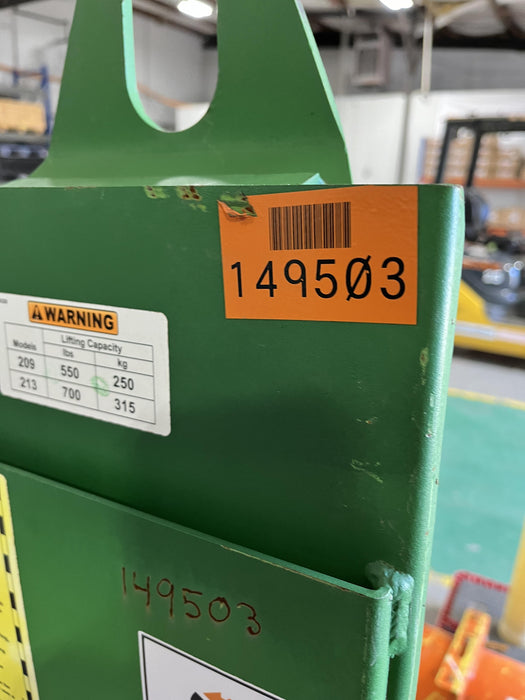 149503
WARNING
Models Lifting Capacity
lbs kg
209 550 250
213 700 315
149503